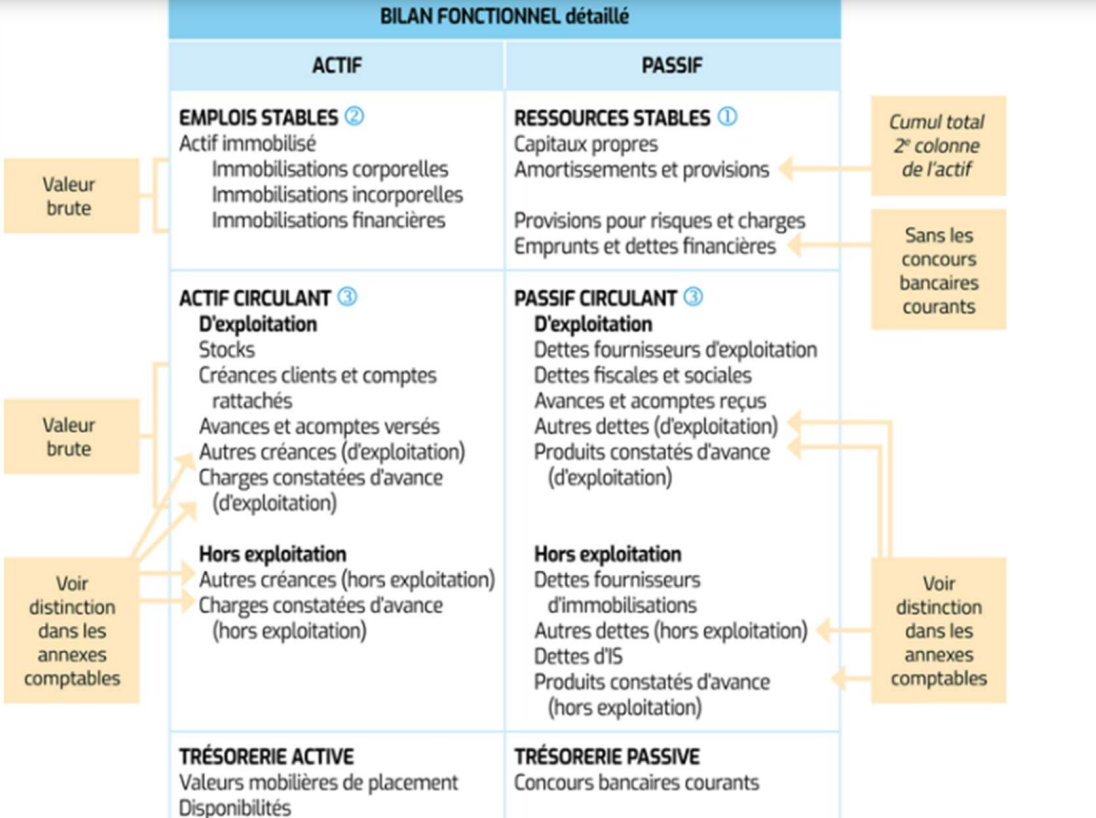 BILAN FONCTIONNEL détaillé
ACTIF
PASSIF
EMPLOIS STABLES ②
Actif immobilisé
Immobilisations corporelles
Immobilisations incorporelles
Immobilisations financières
Valeur
brute
RESSOURCES STABLES ①
Capitaux propres
Amortissements et provisions
Provisions pour risques et charges
Emprunts et dettes financières
Cumul total
2e colonne
de l'actif
Sans les
concours
bancaires
courants
ACTIF CIRCULANT ③
D'exploitation
Stocks
Créances clients et comptes
rattachés
Avances et acomptes versés
Autres créances (d'exploitation)
Charges constatées d'avance
(d'exploitation)
Valeur
brute
Hors exploitation
Autres créances (hors exploitation)
Charges constatées d'avance
(hors exploitation)
Voir
distinction
dans les
annexes
comptables
PASSIF CIRCULANT ③
D'exploitation
Dettes fournisseurs d'exploitation
Dettes fiscales et sociales
Avances et acomptes reçus
Autres dettes (d'exploitation)
Produits constatés d'avance
(d'exploitation)
Hors exploitation
Dettes fournisseurs
d'immobilisations
Autres dettes (hors exploitation)
Dettes d'IS
Produits constatés d'avance
(hors exploitation)
Voir
distinction
dans les
annexes
comptables
TRÉSORERIE ACTIVE
Valeurs mobilières de placement
Disponibilités
TRÉSORERIE PASSIVE
Concours bancaires courants